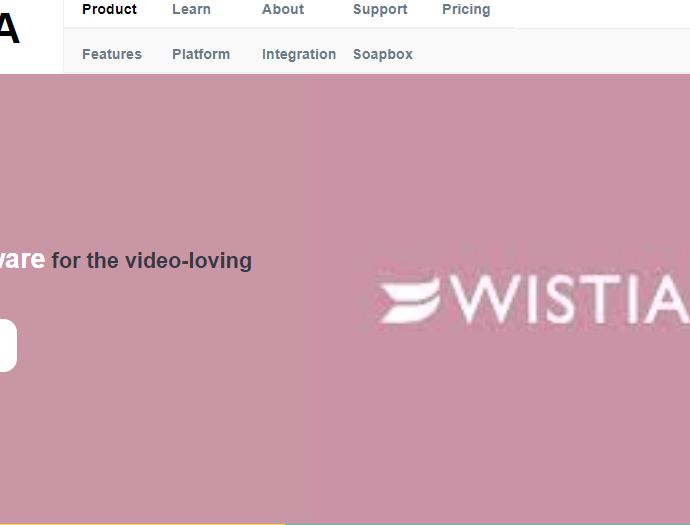 A
Product Learn About Support Pricing
Features Platform Integration Soapbox
ware for the video-loving
WISTIA